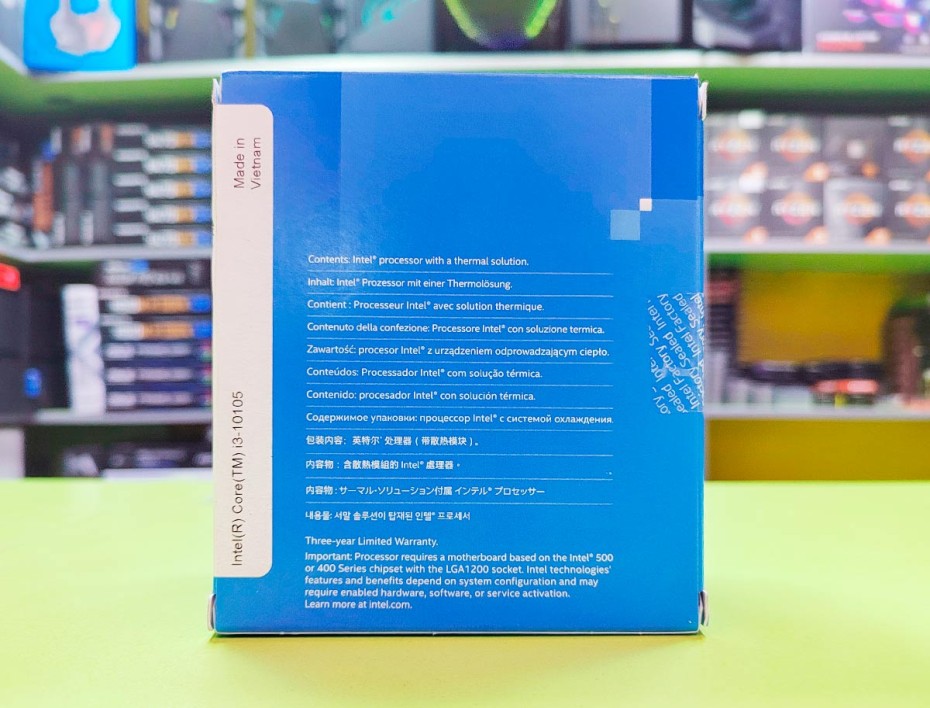 Made in
Vietnam
Intel(R) Core(TM) i3-10105
Contents: Intel® processor with a thermal solution.
Inhalt: Intel® Prozessor mit einer Thermolösung.
Contient : Processeur Intel® avec solution thermique.
Contenuto della confezione: Processore Intel® con soluzione termica.
Zawartość: procesor Intel® z urządzeniem odprowadzającym ciepło.
Conteúdos: Processador Intel® com solução térmica.
Contenido: procesador Intel® con solución térmica.
Содержимое упаковки: процессор Intel® с системой охлаждения.
包装内容：英特尔® 处理器（带散热模块）。
內容物：含散熱模組的 Intel® 處理器。
内容物：サーマル・ソリューション付属 インテル® プロセッサー
내용물: 서말 솔루션이 탑재된 인텔® 프로세서
Three-year Limited Warranty.
Important: Processor requires a motherboard based on the Intel® 500
or 400 Series chipset with the LGA1200 socket. Intel technologies'
features and benefits depend on system configuration and may
require enabled hardware, software, or service activation.
Learn more at intel.com.
Sealed Intel
Intel Factory
Factory Sealed